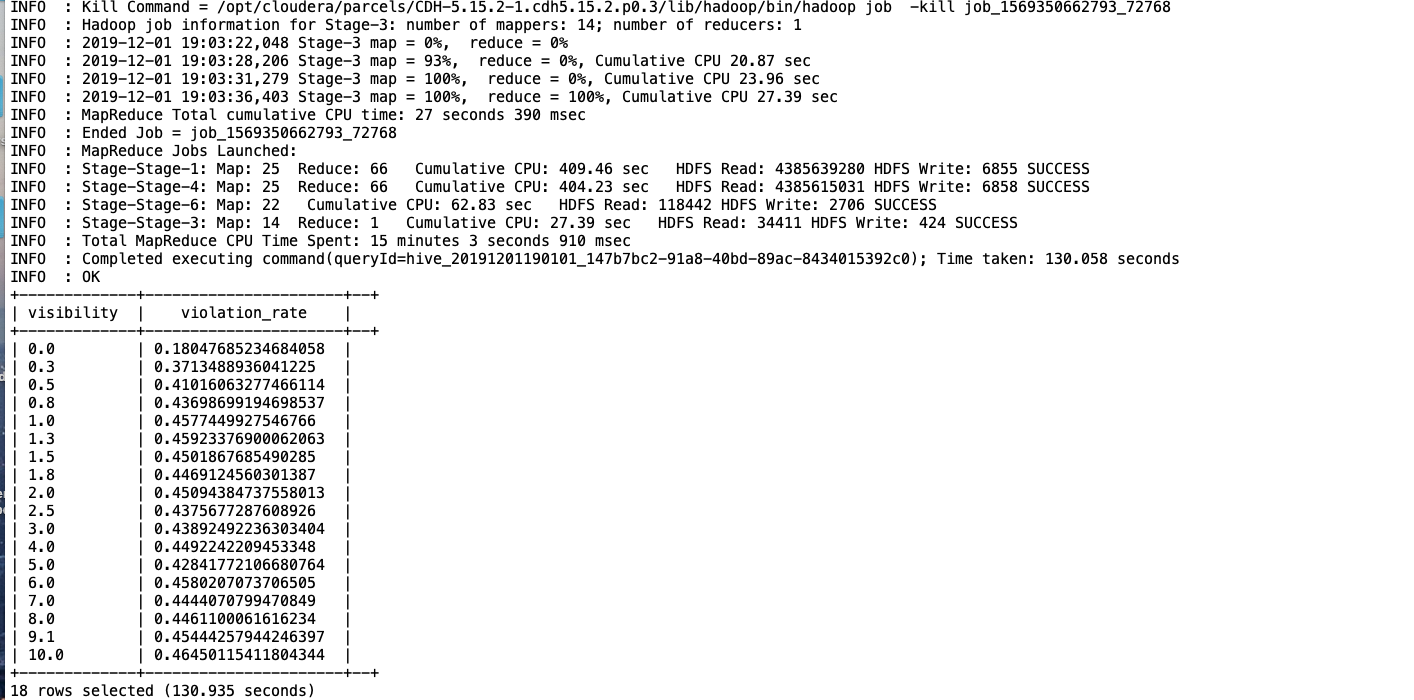 INFO  : Kill Command = /opt/cloudera/parcels/CDH-5.15.2-1.cdh5.15.2.p0.3/lib/hadoop/bin/hadoop job  -kill job_1569350662793_72768
INFO  : Hadoop job information for Stage-3: number of mappers: 14; number of reducers: 1
INFO  : 2019-12-01 19:03:22,048 Stage-3 map = 0%,  reduce = 0%
INFO  : 2019-12-01 19:03:28,206 Stage-3 map = 93%,  reduce = 0%, Cumulative CPU 20.87 sec
INFO  : 2019-12-01 19:03:31,279 Stage-3 map = 100%,  reduce = 0%, Cumulative CPU 23.96 sec
INFO  : 2019-12-01 19:03:36,403 Stage-3 map = 100%,  reduce = 100%, Cumulative CPU 27.39 sec
INFO  : MapReduce Total cumulative CPU time: 27 seconds 390 msec
INFO  : Ended Job = job_1569350662793_72768
INFO  : MapReduce Jobs Launched:
INFO  : Stage-Stage-1: Map: 25  Reduce: 66   Cumulative CPU: 409.46 sec   HDFS Read: 4385639280 HDFS Write: 6855 SUCCESS
INFO  : Stage-Stage-4: Map: 25  Reduce: 66   Cumulative CPU: 404.23 sec   HDFS Read: 4385615031 HDFS Write: 6858 SUCCESS
INFO  : Stage-Stage-6: Map: 22   Cumulative CPU: 62.83 sec   HDFS Read: 118442 HDFS Write: 2706 SUCCESS
INFO  : Stage-Stage-3: Map: 14  Reduce: 1   Cumulative CPU: 27.39 sec   HDFS Read: 34411 HDFS Write: 424 SUCCESS
INFO  : Total MapReduce CPU Time Spent: 15 minutes 3 seconds 910 msec
INFO  : Completed executing command(queryId=hive_20191201190101_147b7bc2-91a8-40bd-89ac-8434015392c0); Time taken: 130.058 seconds
INFO  : OK
+-------------+----------------------+--+
| visibility  |    violation_rate    |
+-------------+----------------------+--+
| 0.0         | 0.18047685234684058  |
| 0.3         | 0.3713488936041225   |
| 0.5         | 0.41016063277466114  |
| 0.8         | 0.43698699194698537  |
| 1.0         | 0.4577449927546766   |
| 1.3         | 0.45923376900062063  |
| 1.5         | 0.4501867685490285   |
| 1.8         | 0.4469124560301387   |
| 2.0         | 0.45094384737558013  |
| 2.5         | 0.4375677287608926   |
| 3.0         | 0.43892492236303404  |
| 4.0         | 0.4492242209453348   |
| 5.0         | 0.42841772106680764  |
| 6.0         | 0.4580207073706505   |
| 7.0         | 0.4444070799470849   |
| 8.0         | 0.4461100061616234   |
| 9.1         | 0.45444257944246397  |
| 10.0        | 0.46450115411804344  |
+-------------+----------------------+--+
18 rows selected (130.935 seconds)